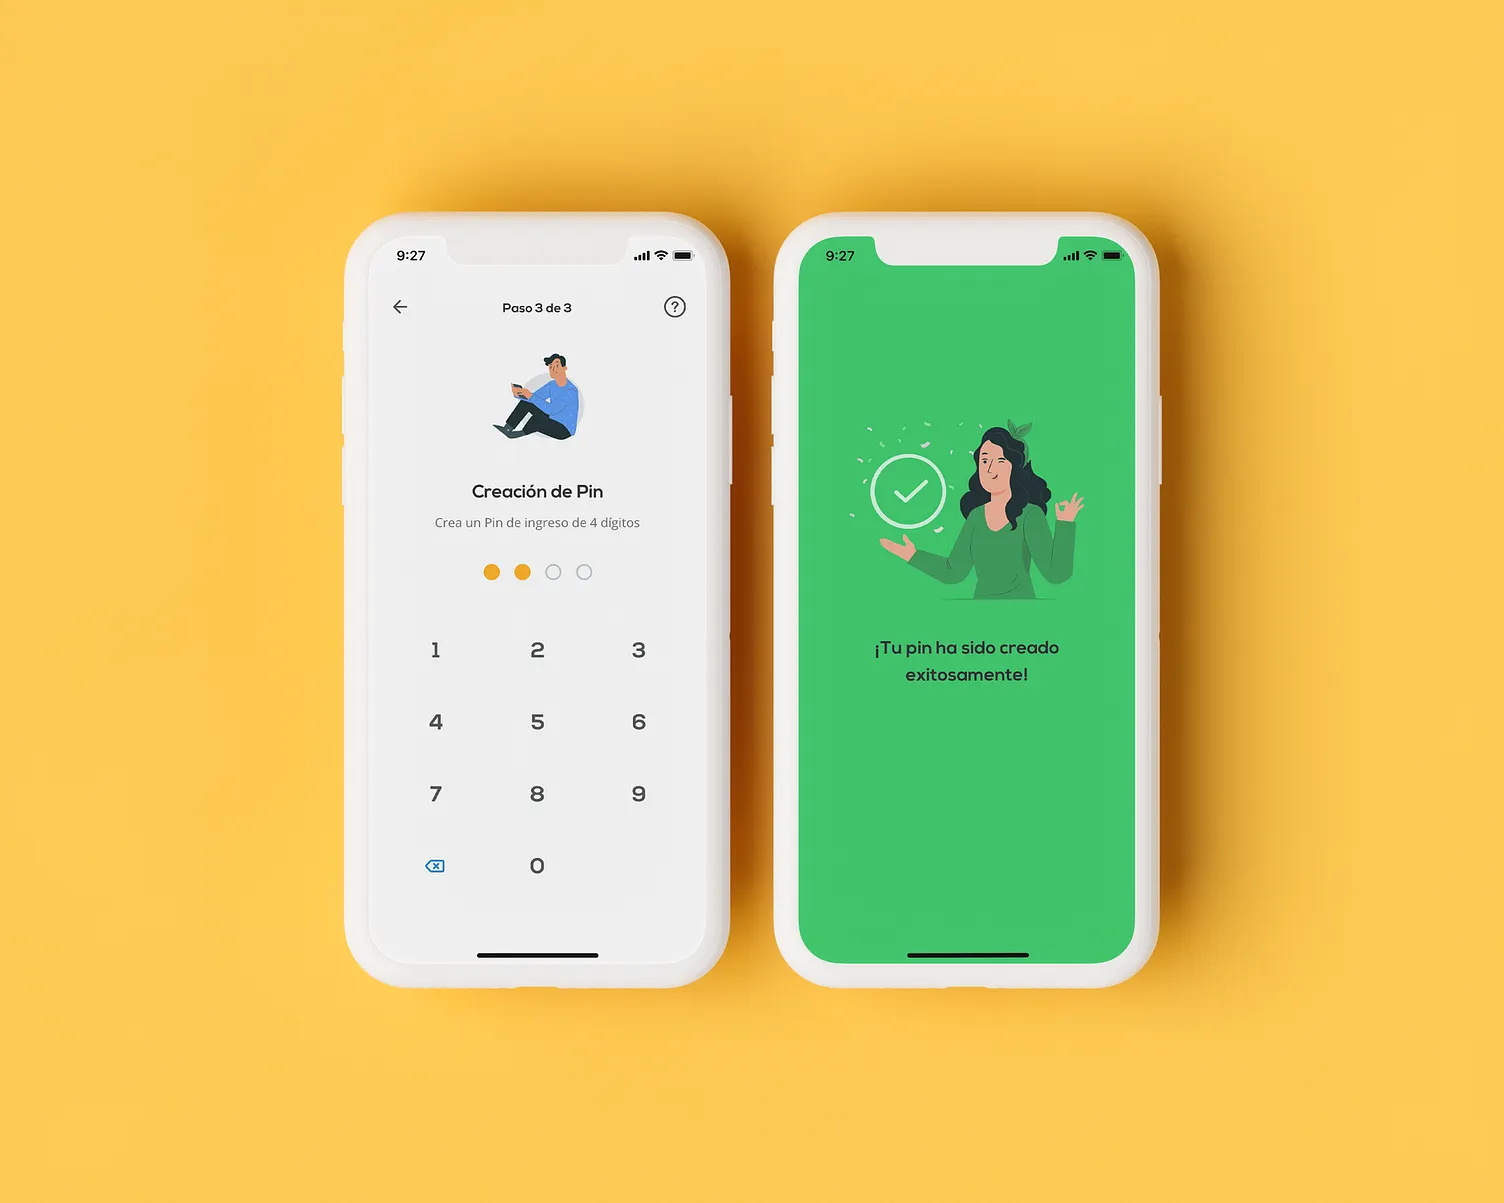 9:27
Paso 3 de 3
?
Creación de Pin
Crea un Pin de ingreso de 4 dígitos
1 2 3
4 5 6
7 8 9
0
9:27
¡Tu pin ha sido creado
exitosamente!